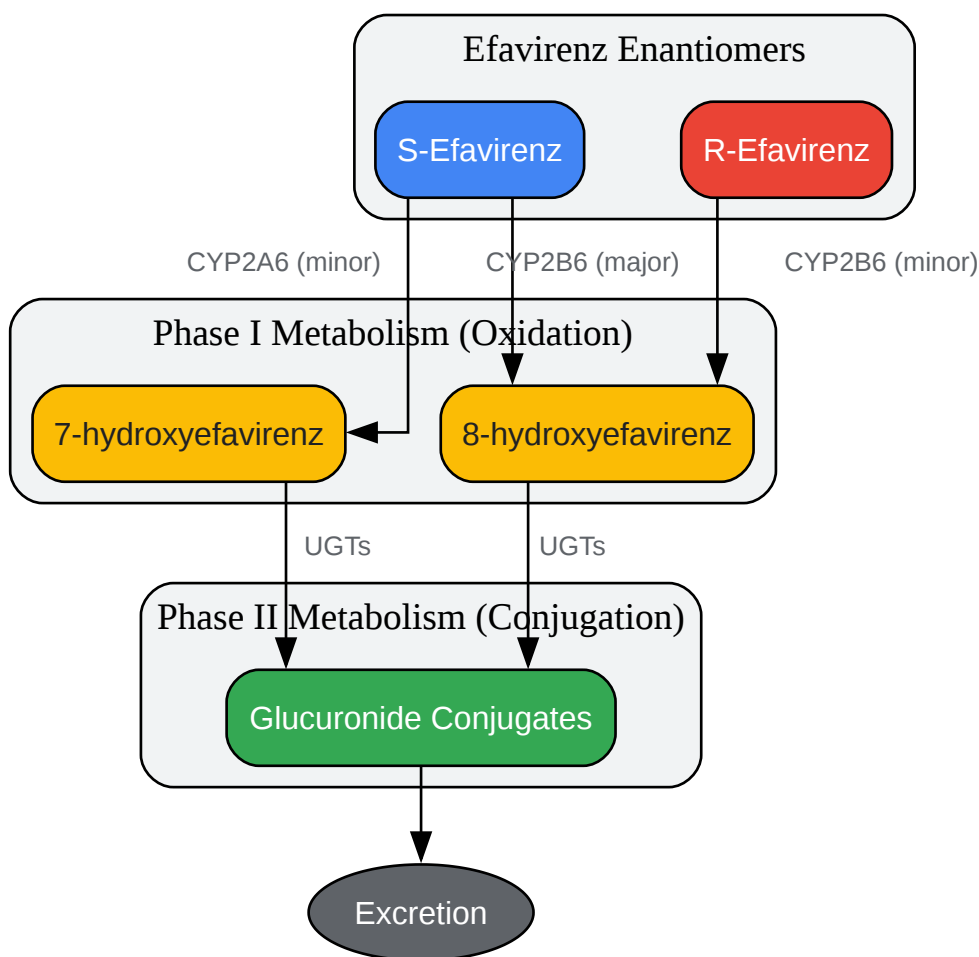 Efavirenz Enantiomers
S-Efavirenz
R-Efavirenz
CYP2A6 (minor)
CYP2B6 (major)
CYP2B6 (minor)
Phase I Metabolism (Oxidation)
7-hydroxyefavirenz
8-hydroxyefavirenz
UGTs
UGTs
Phase II Metabolism (Conjugation)
Glucuronide Conjugates
Excretion